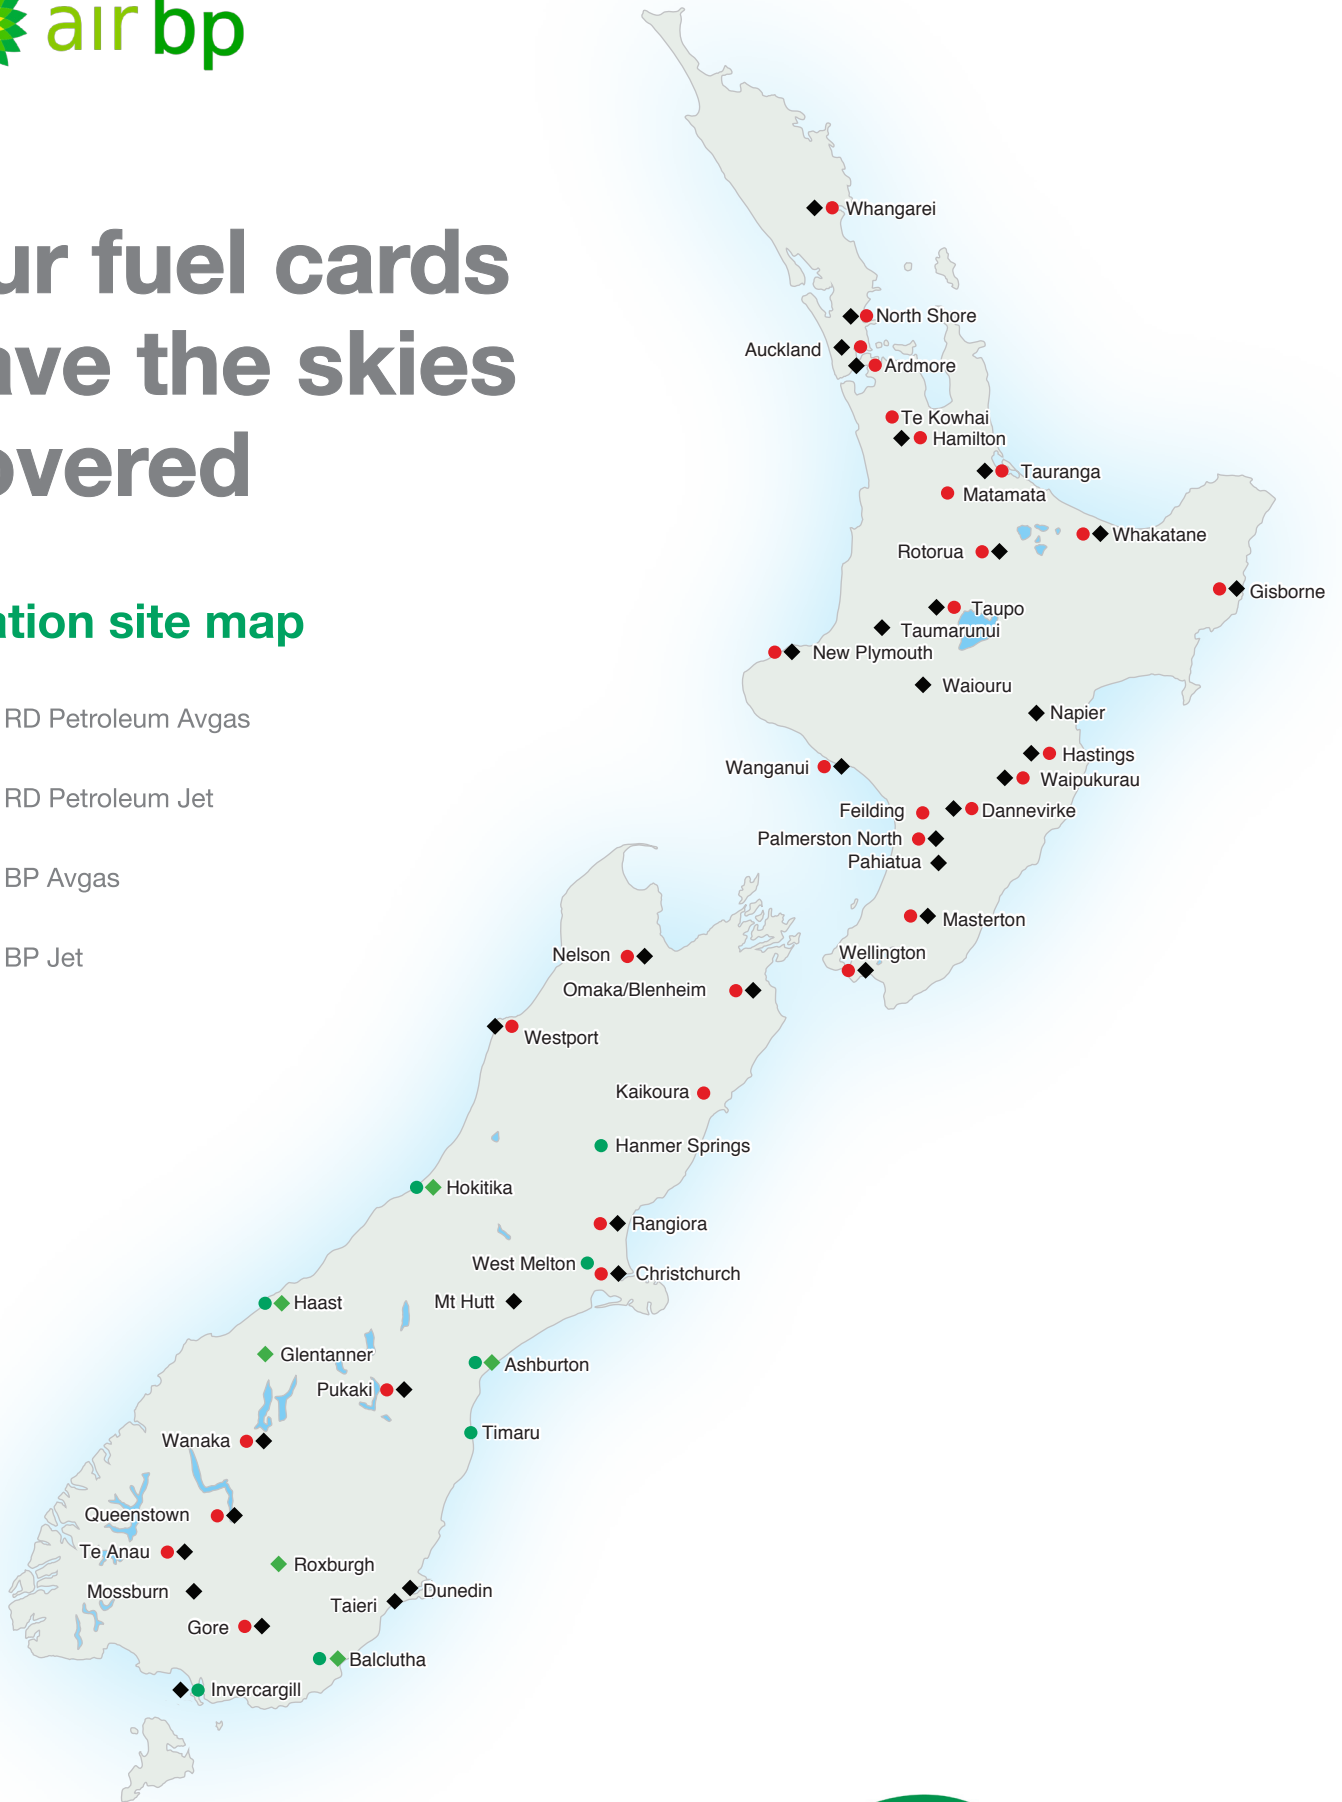 air bp
ur fuel cards
ave the skies
overed
ation site map
RD Petroleum Avgas
RD Petroleum Jet
BP Avgas
BP Jet
Whangarei
North Shore
Auckland
Ardmore
Te Kowhai
Hamilton
Tauranga
Matamata
Whakatane
Rotorua
Gisborne
Taupo
Taumarunui
New Plymouth
Waiouru
Napier
Hastings
Wanganui
Waipukurau
Feilding
Dannevirke
Palmerston North
Pahiatua
Masterton
Wellington
Nelson
Omaka/Blenheim
Westport
Kaikoura
Hanmer Springs
Hokitika
Rangiora
West Melton
Christchurch
Mt Hutt
Haast
Glentanner
Ashburton
Pukaki
Timaru
Wanaka
Queenstown
Te Anau
Roxburgh
Mossburn
Dunedin
Taieri
Gore
Balclutha
Invercargill